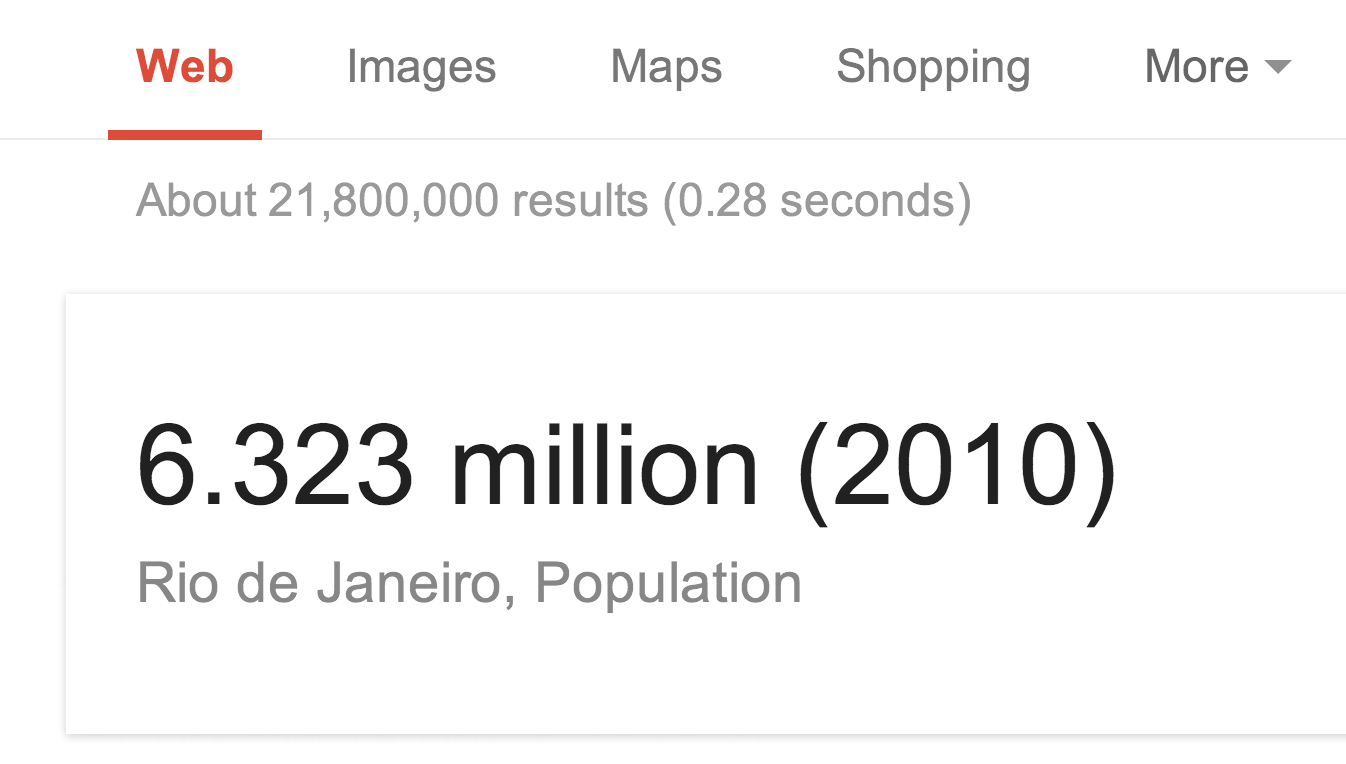 Web Images Maps Shopping More
About 21,800,000 results (0.28 seconds)
6.323 million (2010)
Rio de Janeiro, Population